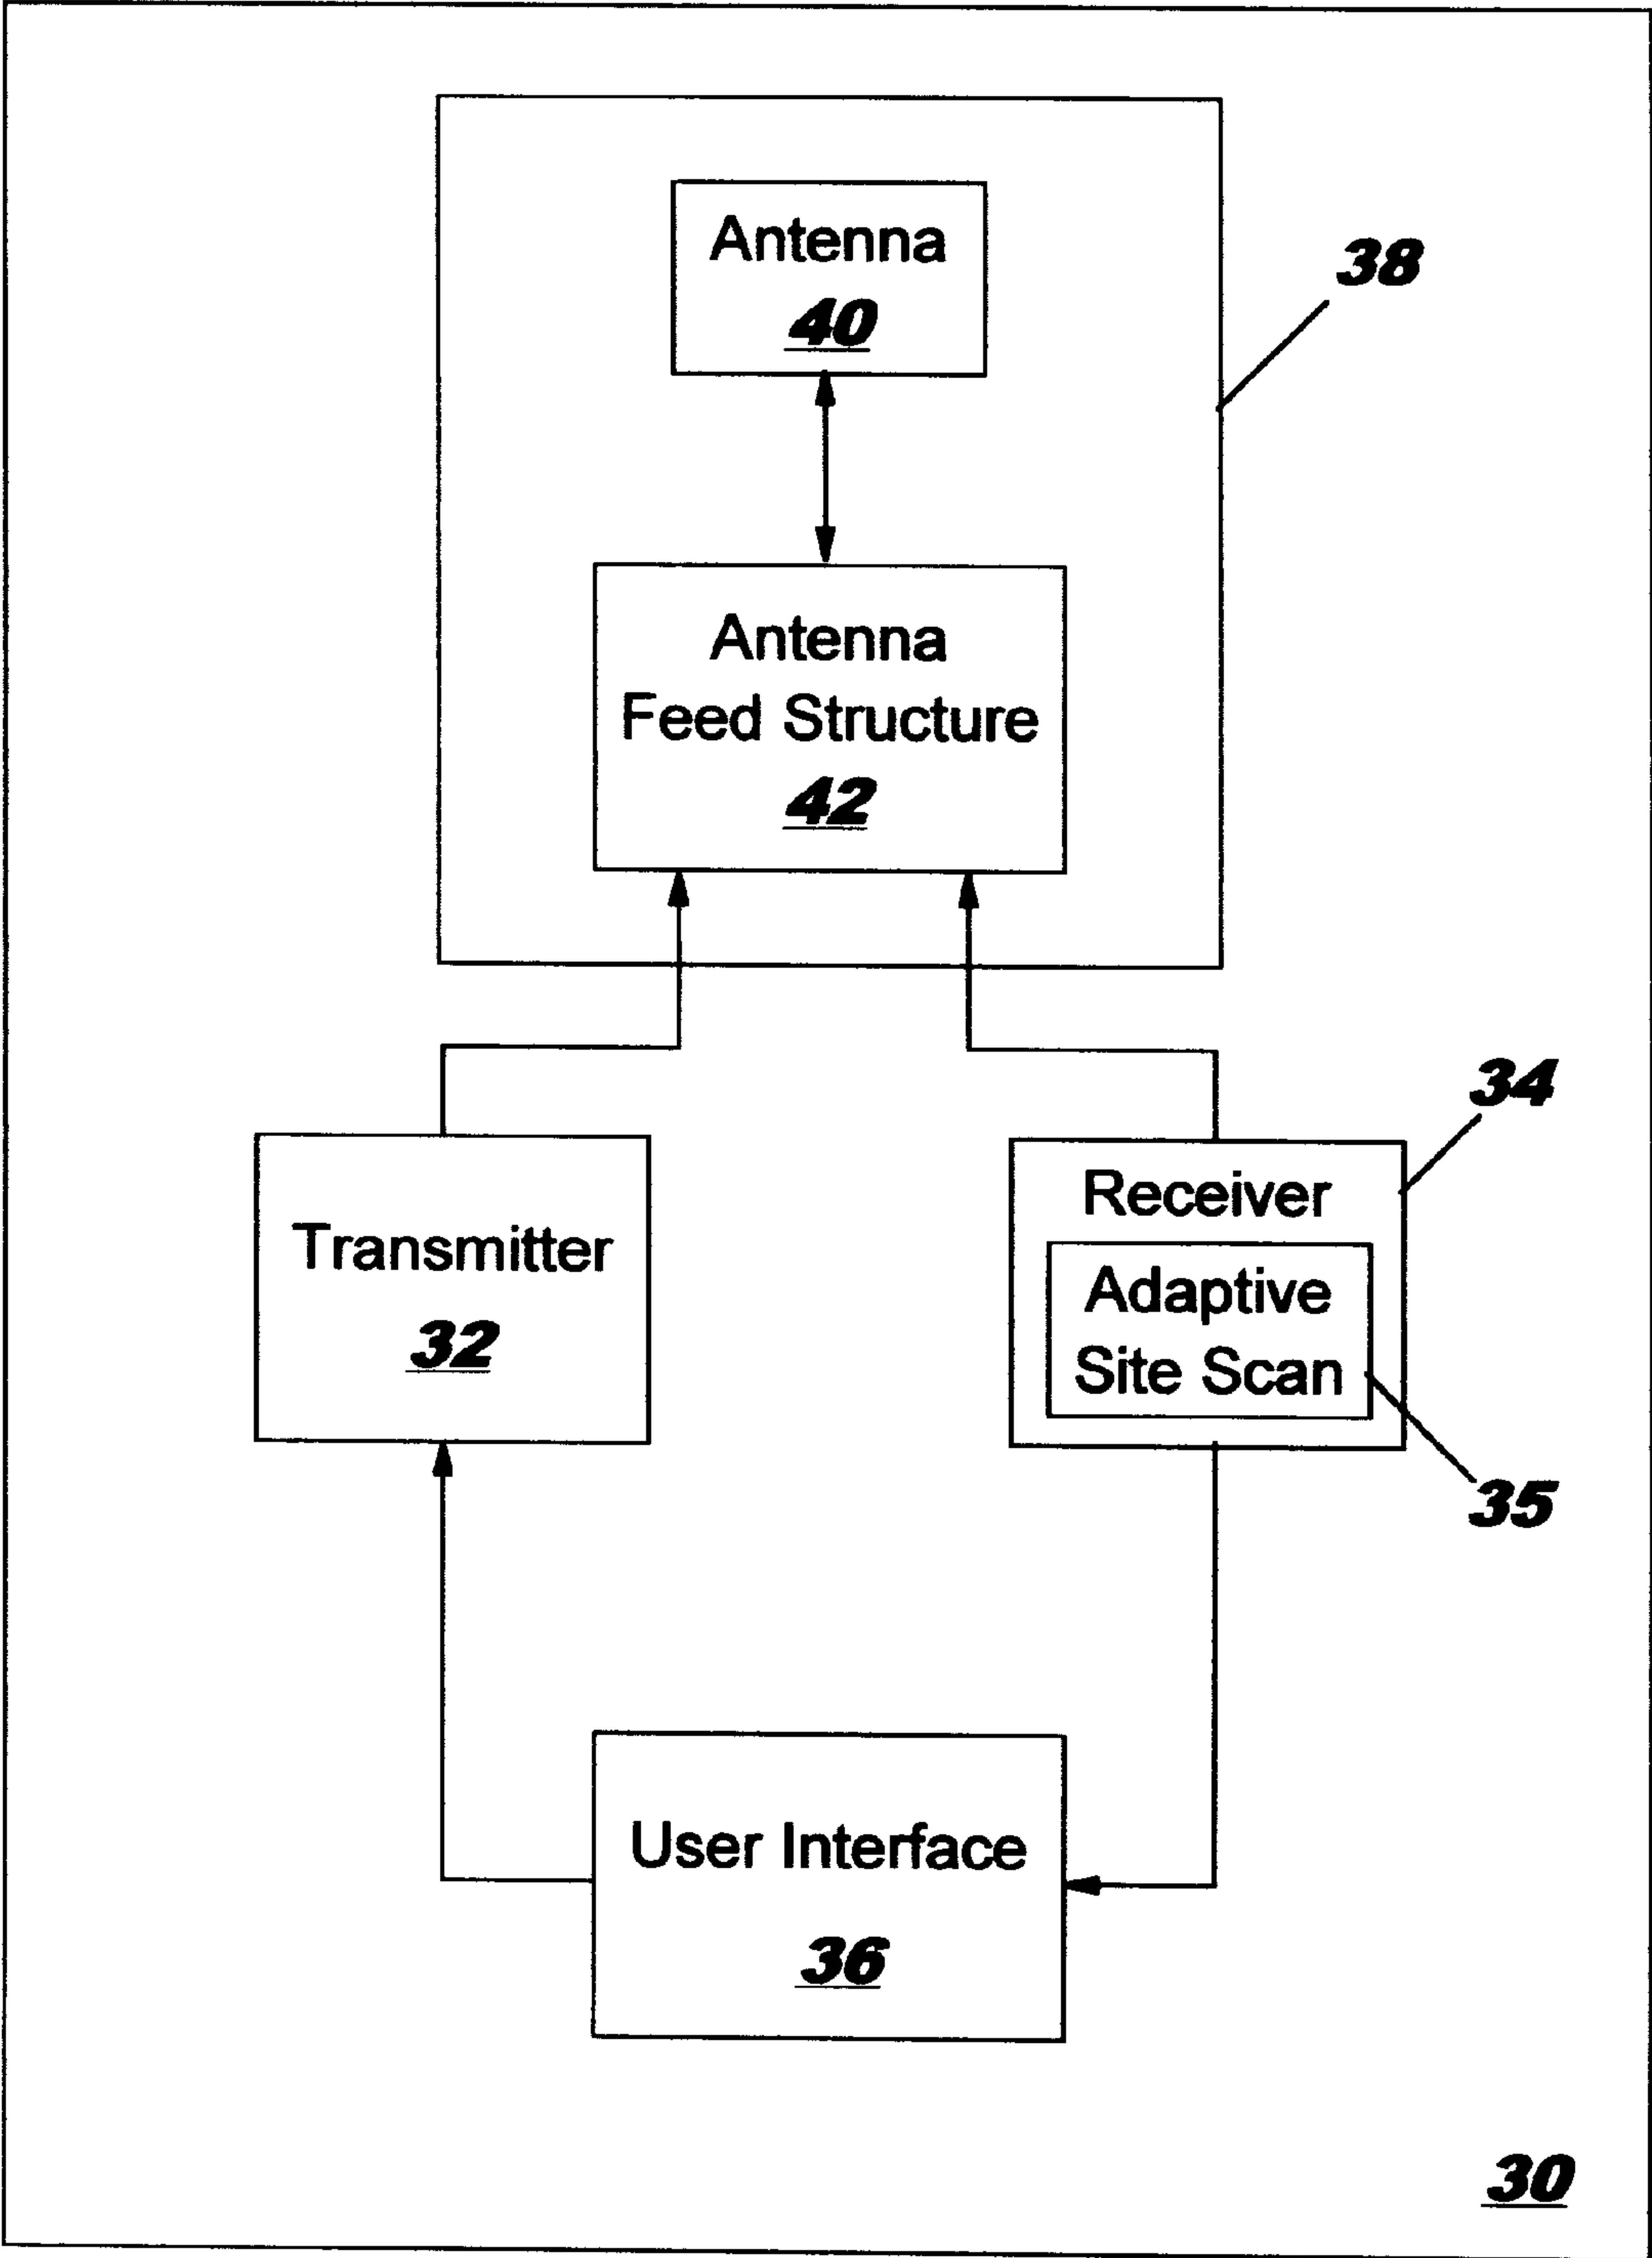 Antenna
40
38
Antenna
Feed Structure
42
34
Transmitter
32
Receiver
Adaptive
Site Scan
35
User Interface
36
30